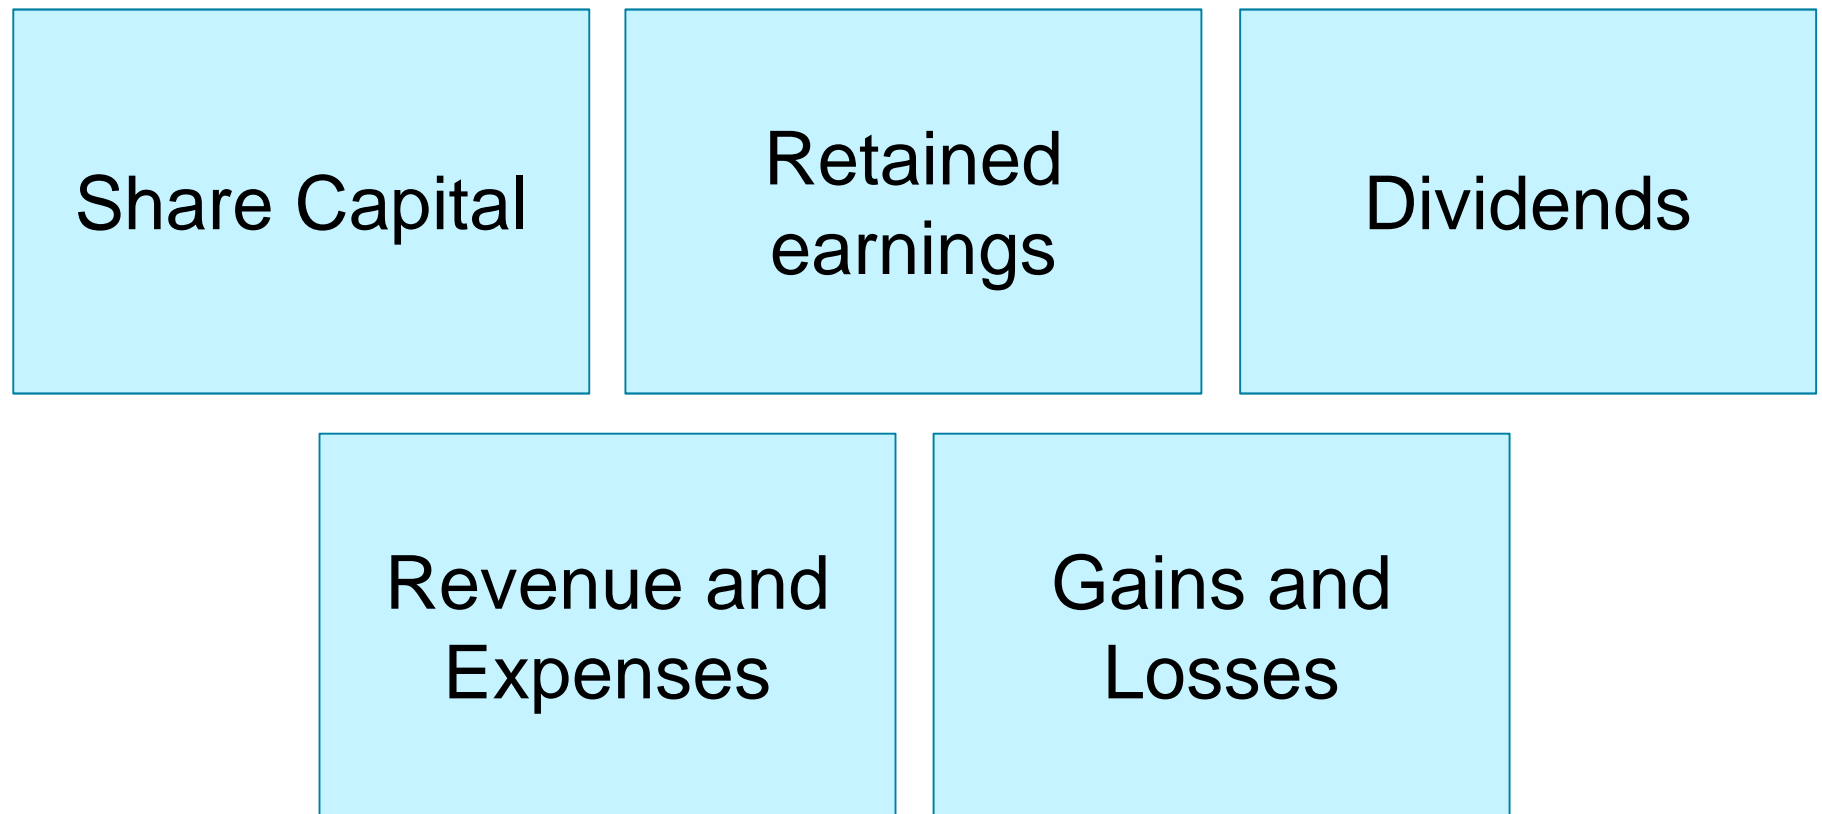 Share Capital
Retained
earnings
Dividends
Revenue and
Expenses
Gains and
Losses